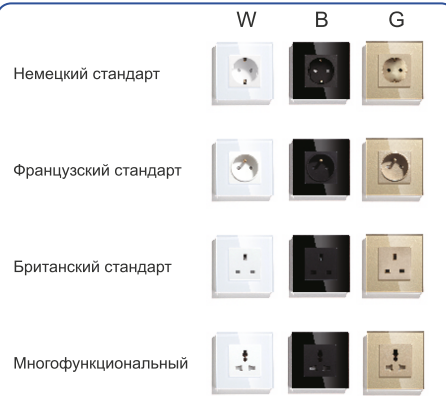 W B G
Немецкий стандарт
Французский стандарт
Британский стандарт
Многофункциональный